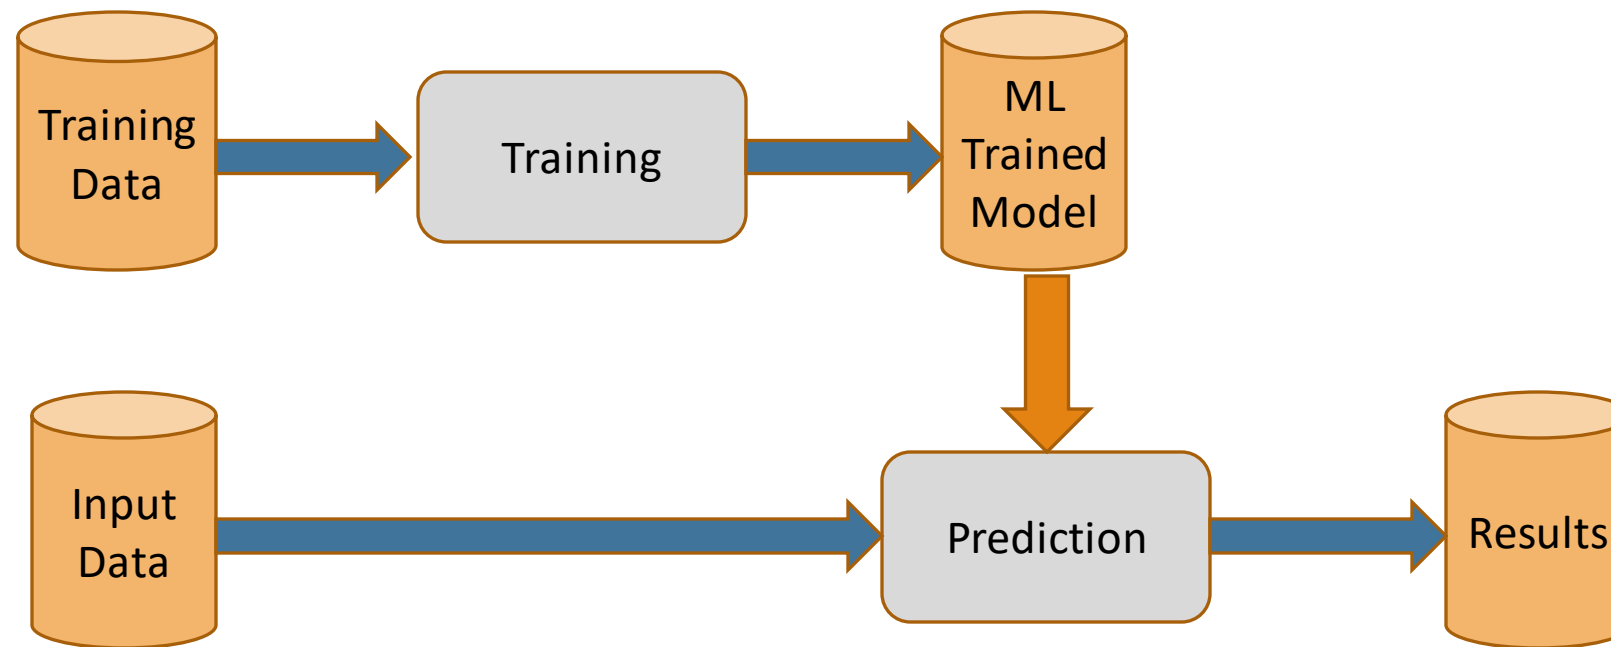 Training
Data
Training
ML
Trained
Model
Input
Data
Prediction
Results